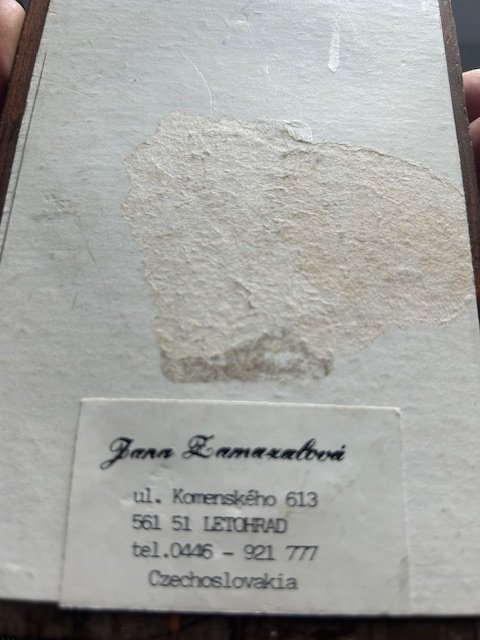 Jana Zamazalová
ul. Komenského 613
561 51 LETOHRAD
tel.0446 - 921 777
Czechoslovakia